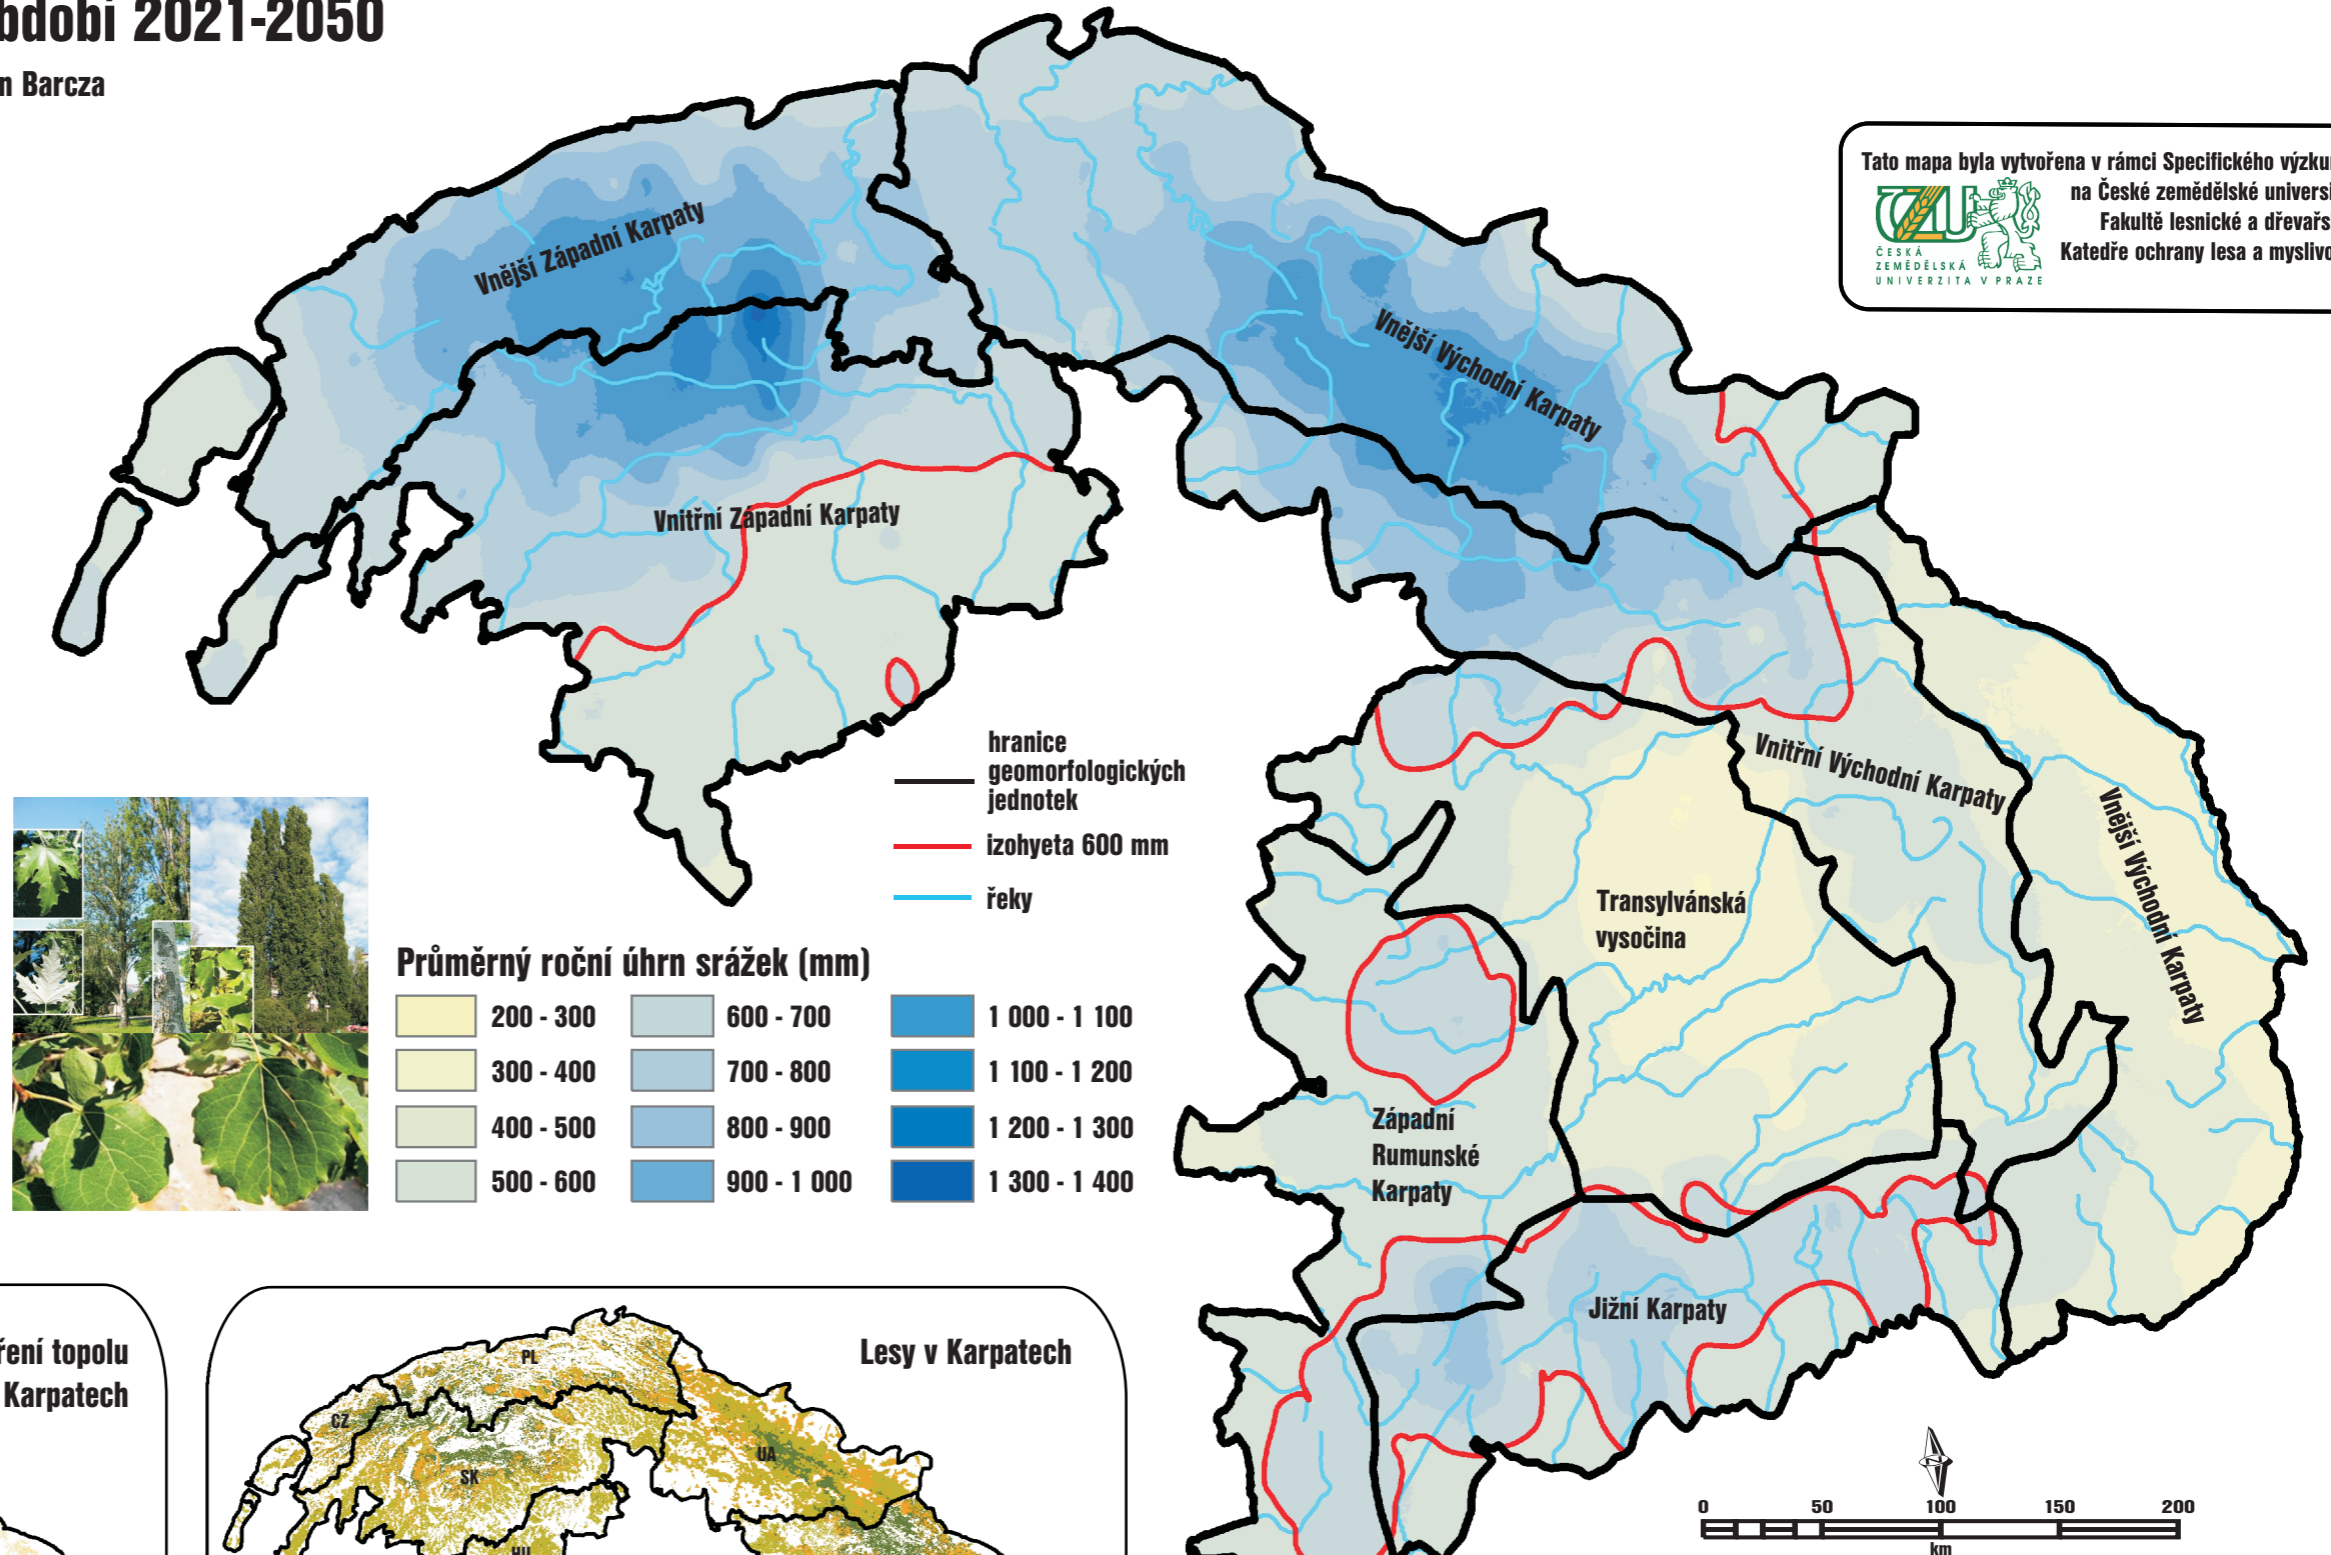 bdobí 2021-2050
n Barcza
Tato mapa byla vytvořena v rámci Specifického
na České zemědělské
Fakultě lesnické a
Katedře ochrany lesa a
ČESKÁ
ZEMĚDĚLSKÁ
UNIVERZITA V PRAZE
Vnější Západní Karpaty
Vnější Východní Karpaty
Vnitřní Západní Karpaty
Vnitřní Východní Karpaty
Vnější Východní Karpaty
Transylvánská
vysočina
Západní
Rumunské
Karpaty
Jižní Karpaty
hranice
geomorfologických
jednotek
izohyeta 600 mm
řeky
Průměrný roční úhrn srážek (mm)
200 - 300
300 - 400
400 - 500
500 - 600
600 - 700
700 - 800
800 - 900
900 - 1 000
1 000 - 1 100
1 100 - 1 200
1 200 - 1 300
1 300 - 1 400
ření topolu
Karpatech
Lesy v Karpatech
PL
CZ
SK
UA
HU
N
0 50 100 150 200
km